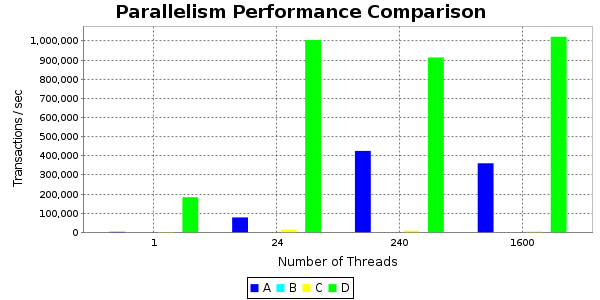 Parallelism Performance Comparison
Transactions / sec
1,000,000
900,000
800,000
700,000
600,000
500,000
400,000
300,000
200,000
100,000
0
1 24 240 1600
Number of Threads
A B C D